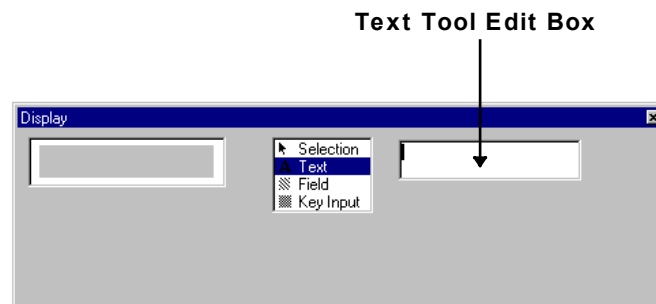 Text Tool Edit Box
Display
Selection
A Text
Field
Key Input